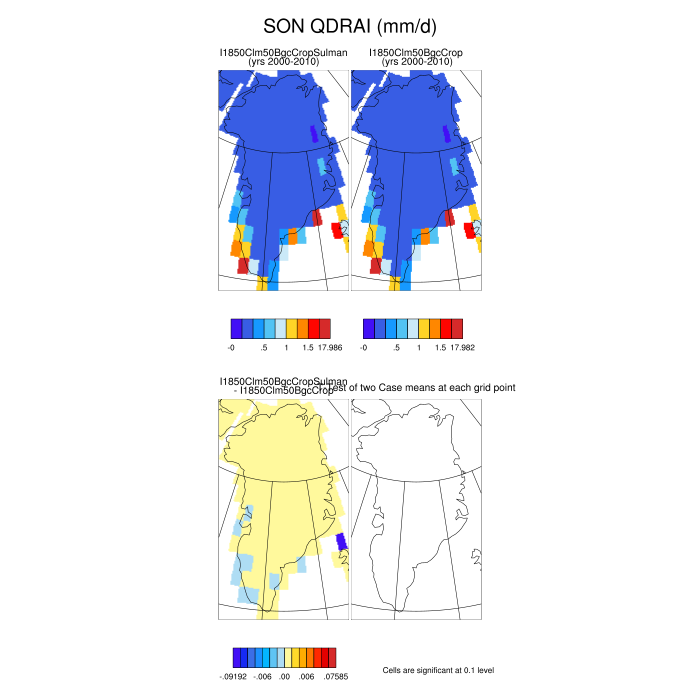 SON QDRAI (mm/d)
I1850Clm50BgcCropSulman
(yrs 2000-2010)
I1850Clm50BgcCrop
(yrs 2000-2010)
-0 .5 1 1.5 17.986
-0 .5 1 1.5 17.982
I1850Clm50BgcCropSulman
- I1850Clm50BgcCrop
of two Case means at each grid point
-.09192 -.006 .00 .006 .07585
Cells are significant at 0.1 level